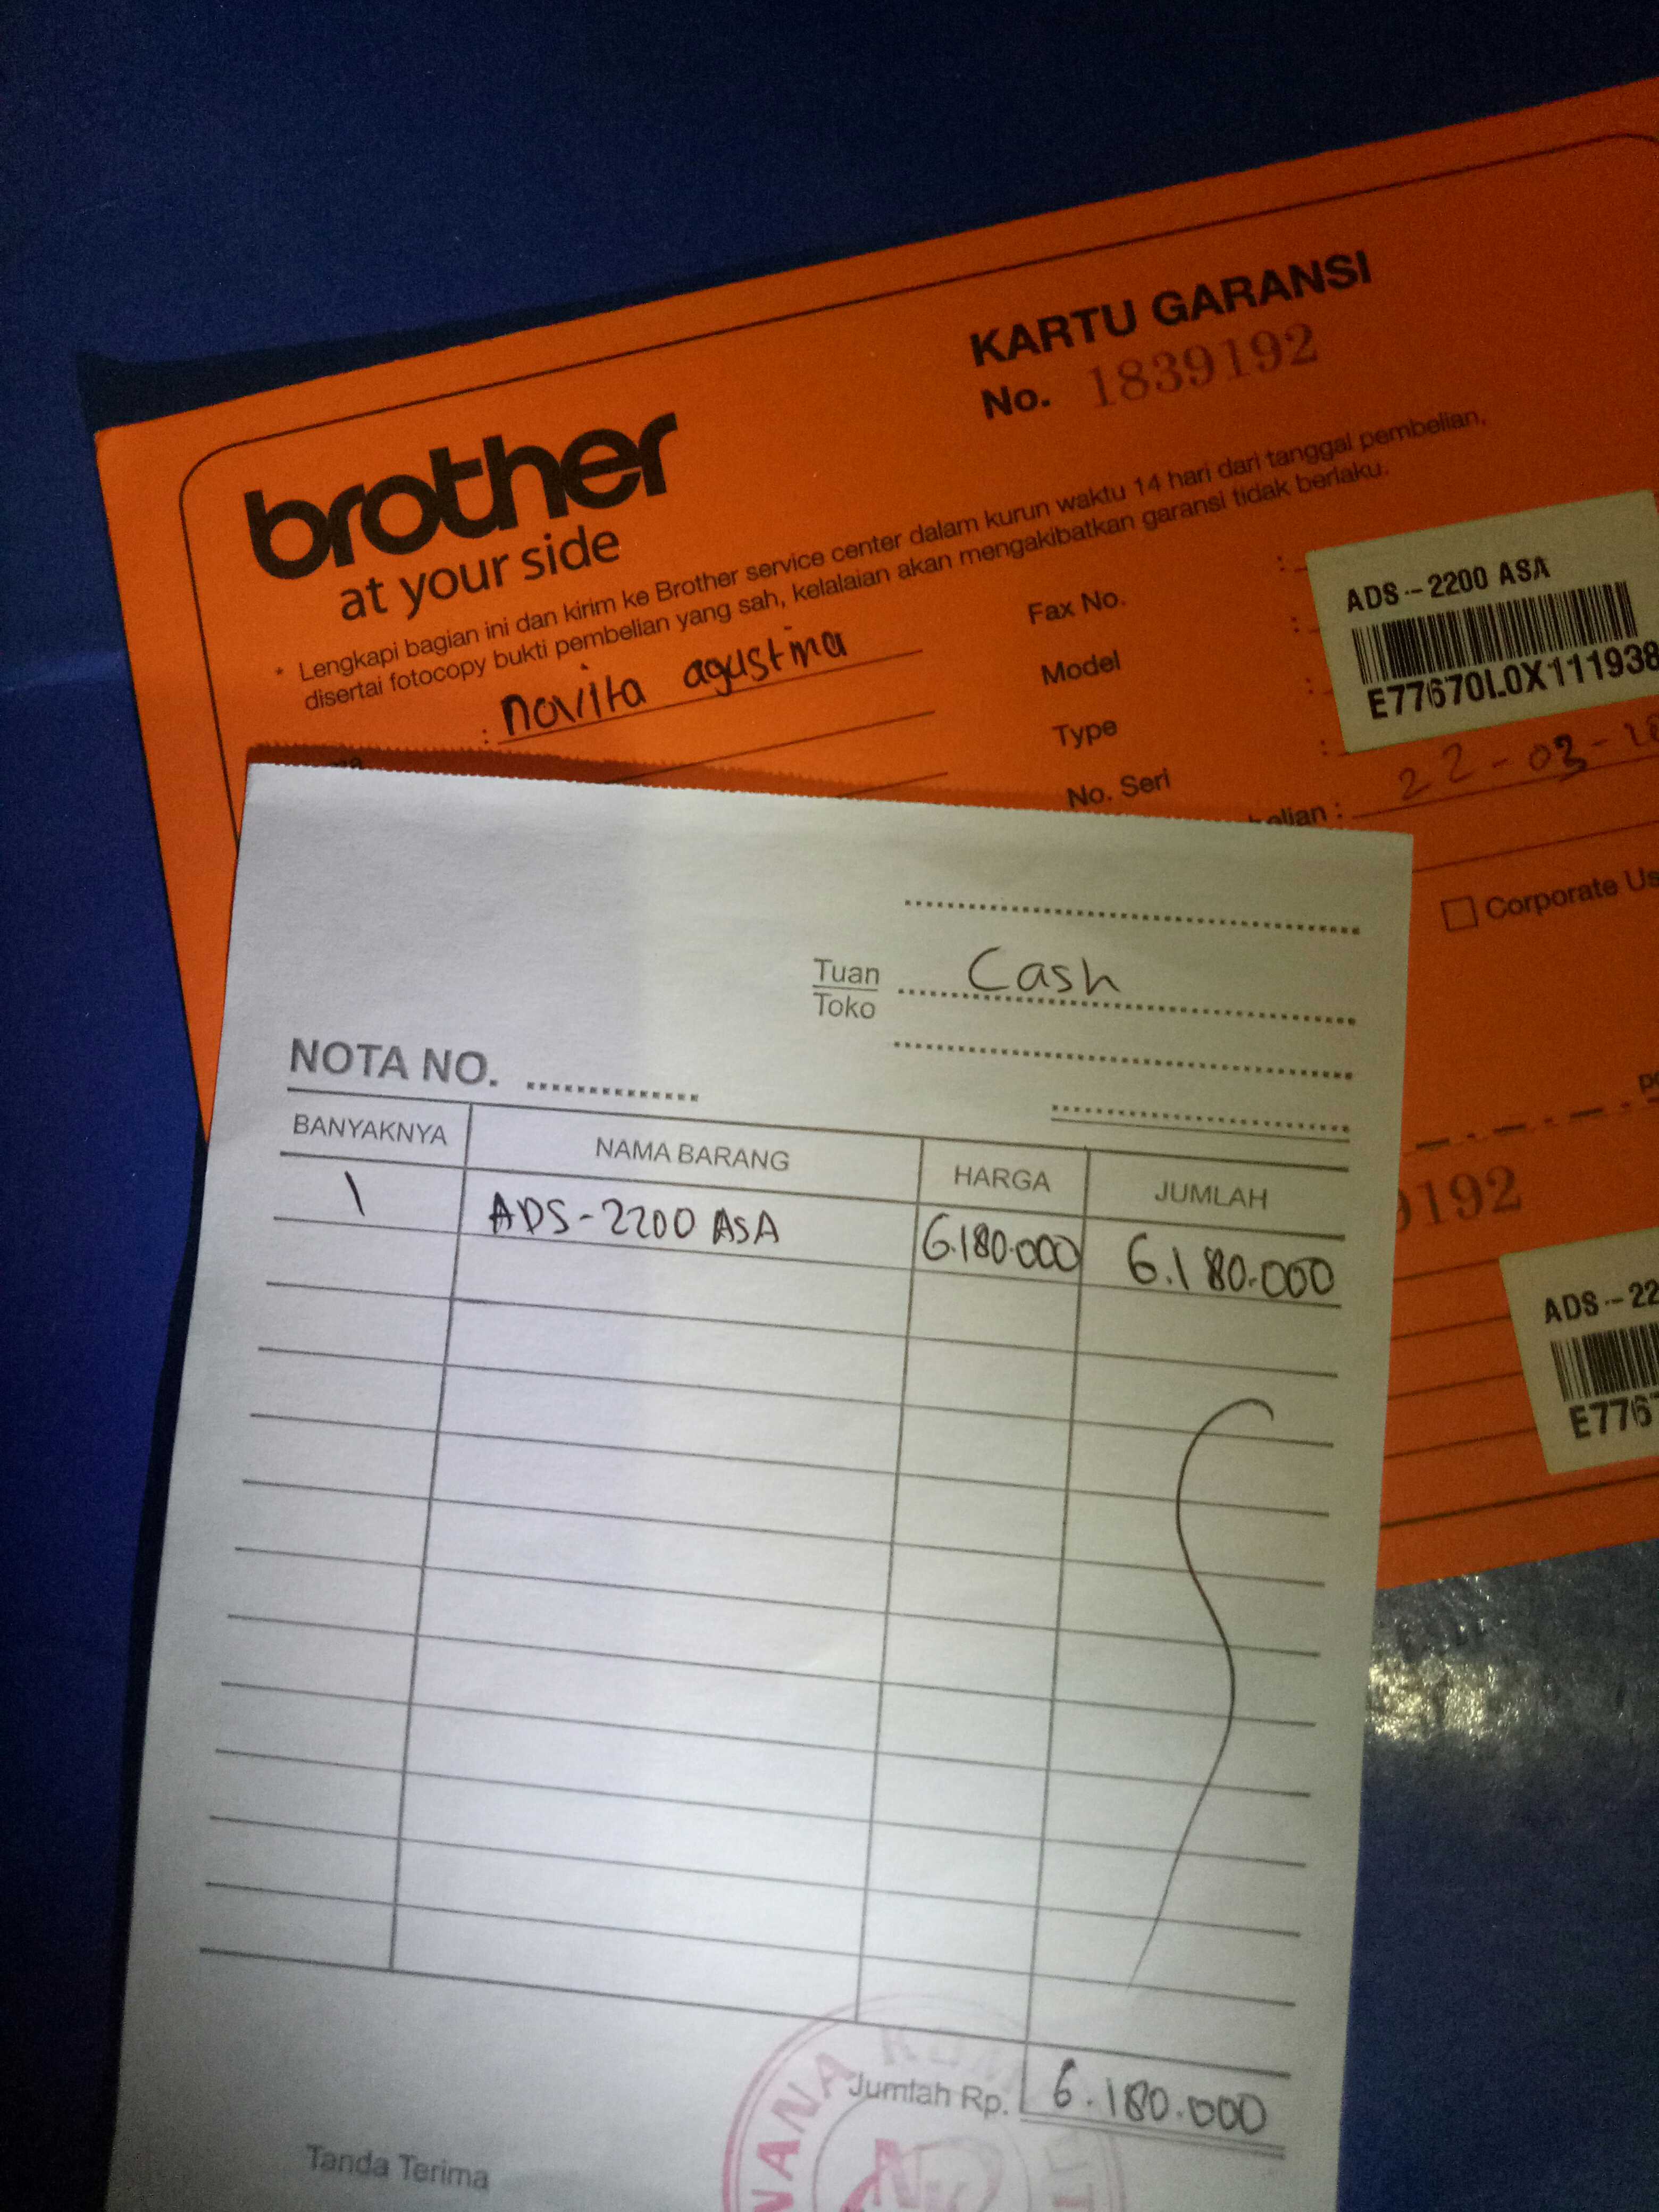 KARTU GARANSI
No. 1839192
brother
at your side
* Lengkapi bagian ini dan kirim ke Brother service center dalam kurun waktu 14 hari dari tanggal pembelian,
disertai fotocopy bukti pembelian yang sah, kelalaian akan mengakibatkan garansi tidak berlaku.
: novita agustina
Fax No. :
Model :
Type :
No. Seri :
ADS-2200 ASA
E77670L0X111938
22-03-
Corporate
9192
ADS-22
E776
Tuan
Toko
Cash
NOTA NO.
BANYAKNYA NAMA BARANG HARGA JUMLAH
1 ADS-2200 ASA 6.180.000 6.180.000
Jumlah Rp. 6.180.000
Tanda Terima